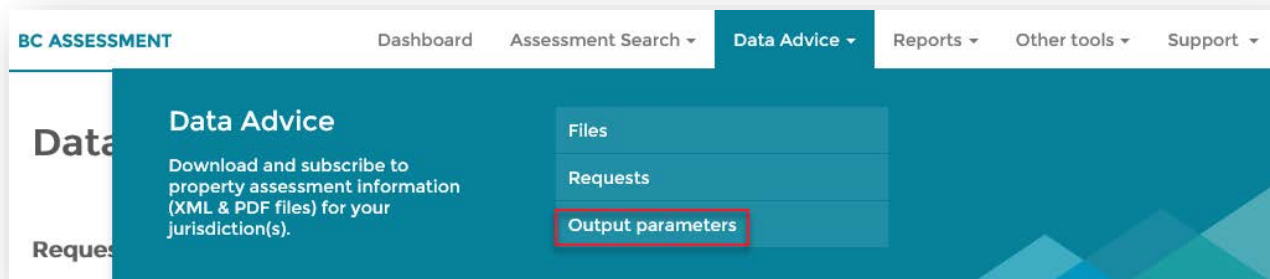 BC ASSESSMENT Dashboard Assessment Search Data Advice Reports Other tools Support
Data Advice
Download and subscribe to
property assessment information
(XML & PDF files) for your
jurisdiction(s).
Files
Requests
Output parameters
Data